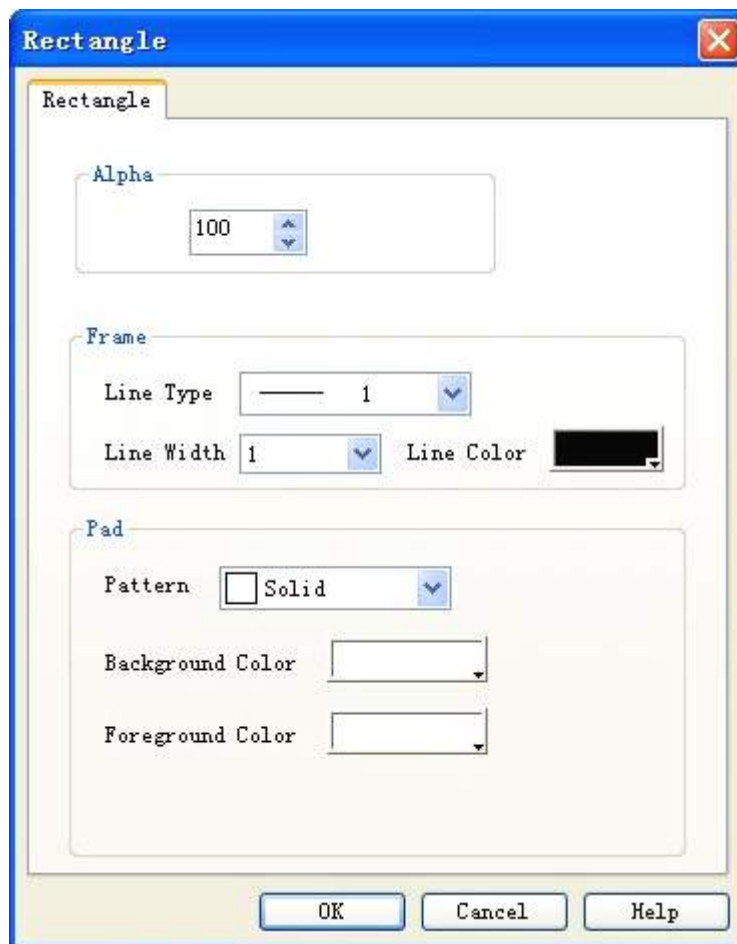 Rectangle
Rectangle
Alpha
100
Frame
Line Type 1
Line Width 1 Line Color
Pad
Pattern Solid
Background Color
Foreground Color
OK Cancel Help